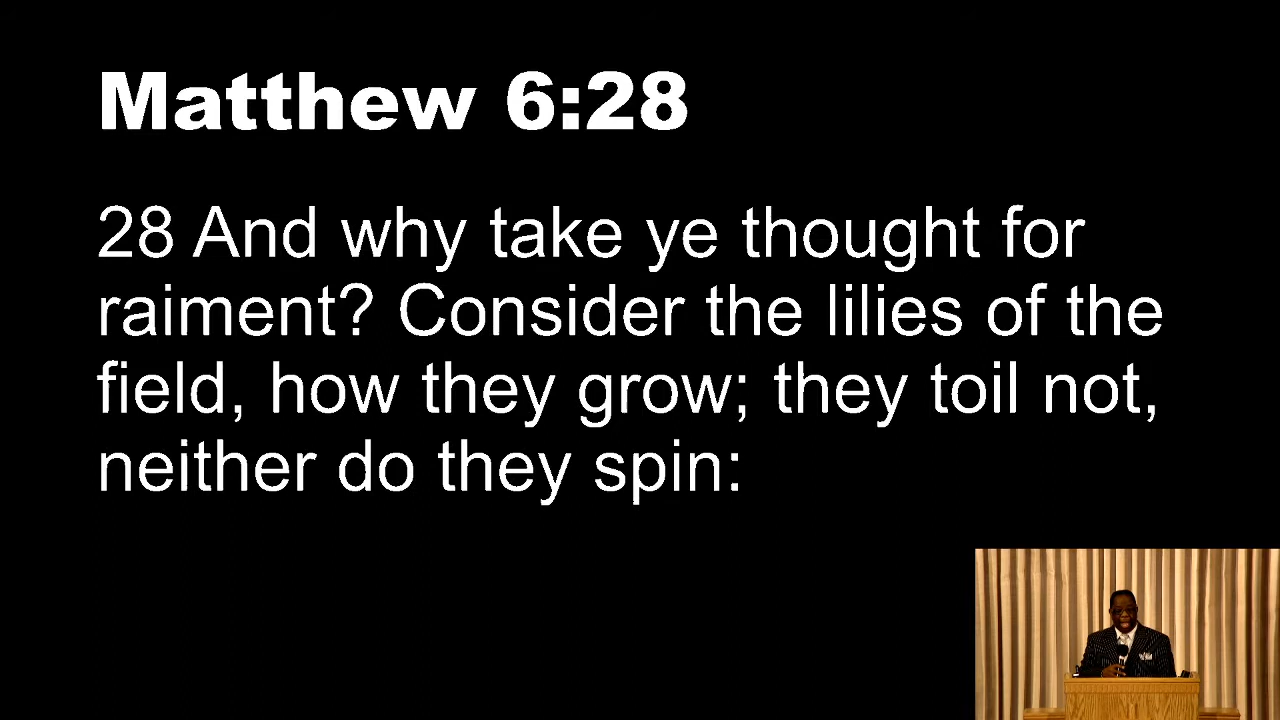 Matthew 6:28
28 And why take ye thought for
raiment? Consider the lilies of the
field, how they grow; they toil not,
neither do they spin: